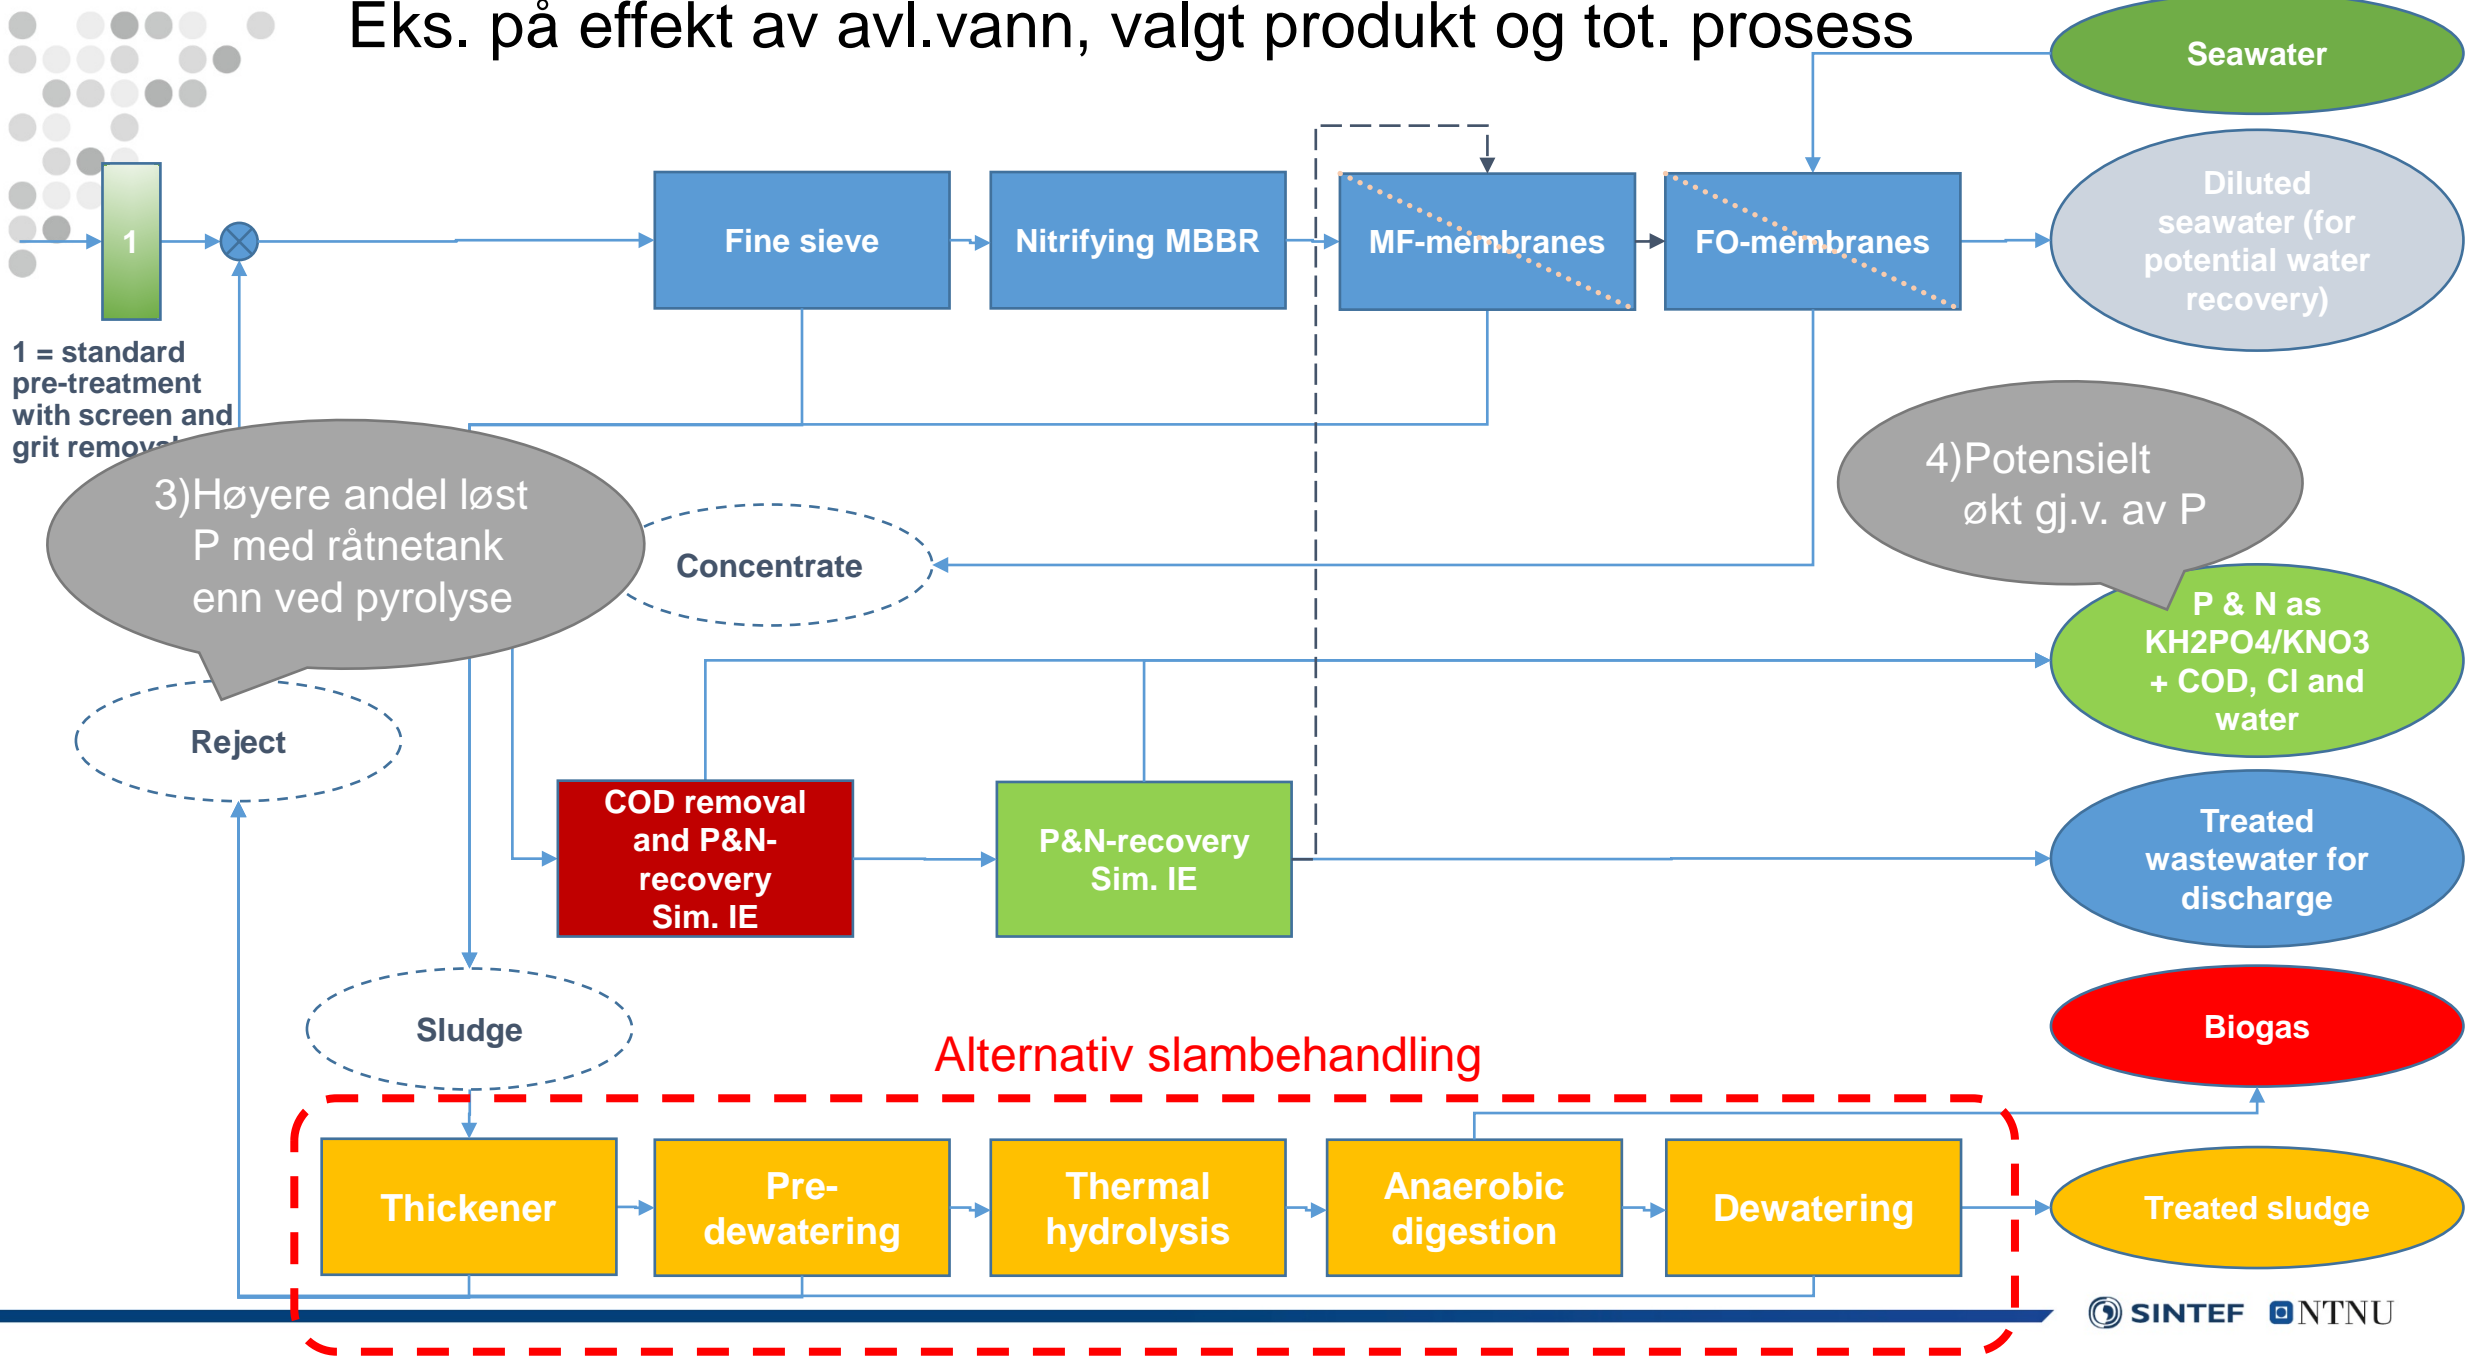 Eks. på effekt av avl.vann, valgt produkt og tot. prosess
Seawater
1
Fine sieve
Nitrifying MBBR
MF-membranes
FO-membranes
Diluted
seawater (for
potential water
recovery)
1 = standard
pre-treatment
with screen and
grit removal
3)Høyere andel løst
P med råtnetank
enn ved pyrolyse
Concentrate
4)Potensielt
økt gj.v. av P
P & N as
KH2PO4/KNO3
+ COD, Cl and
water
Reject
COD removal
and P&N-
recovery
Sim. IE
P&N-recovery
Sim. IE
Treated
wastewater for
discharge
Sludge
Biogas
Alternativ slambehandling
Thickener
Pre-
dewatering
Thermal
hydrolysis
Anaerobic
digestion
Dewatering
Treated sludge
SINTEF
NTNU